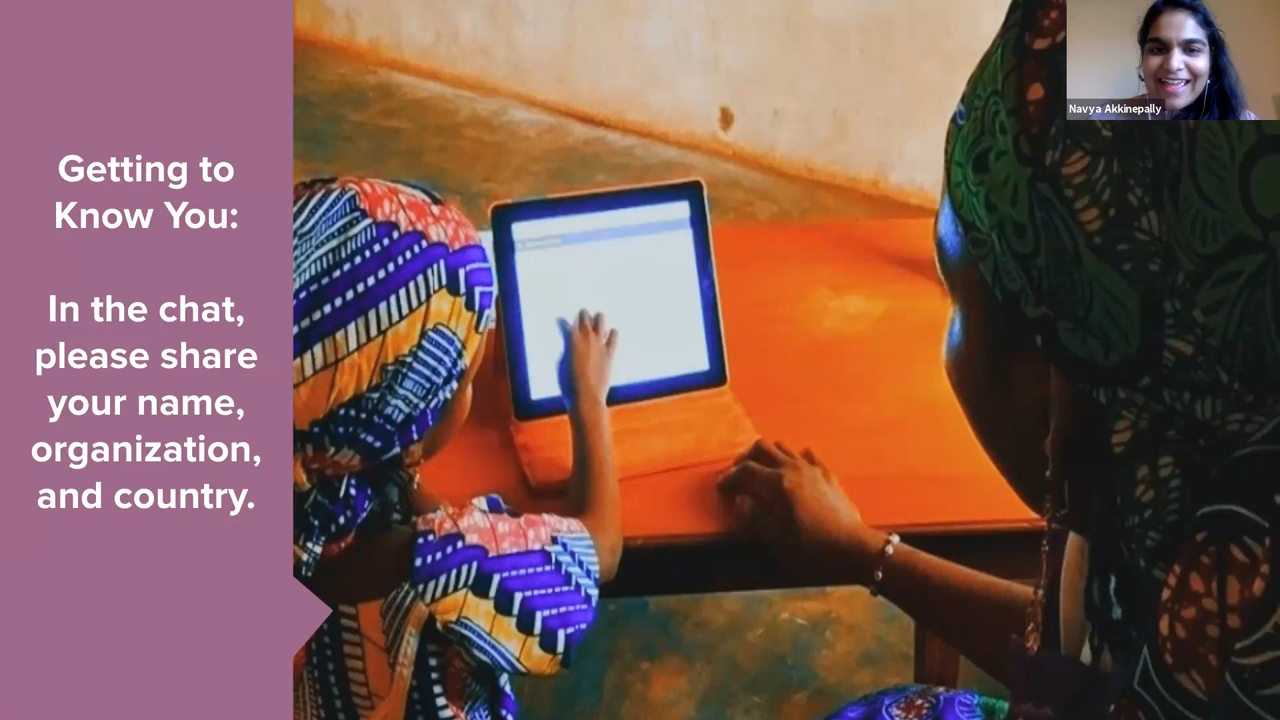 Getting to
Know You:
In the chat,
please share
your name,
organization,
and country.
Navya Akkinepally